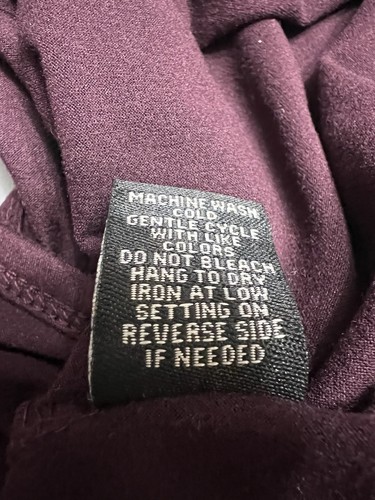 MACHINE WASH
COLD
GENTLE CYCLE
WITH LIKE
COLORS
DO NOT BLEACH
HANG TO DRY
IRON AT LOW
SETTING ON
REVERSE SIDE
IF NEEDED